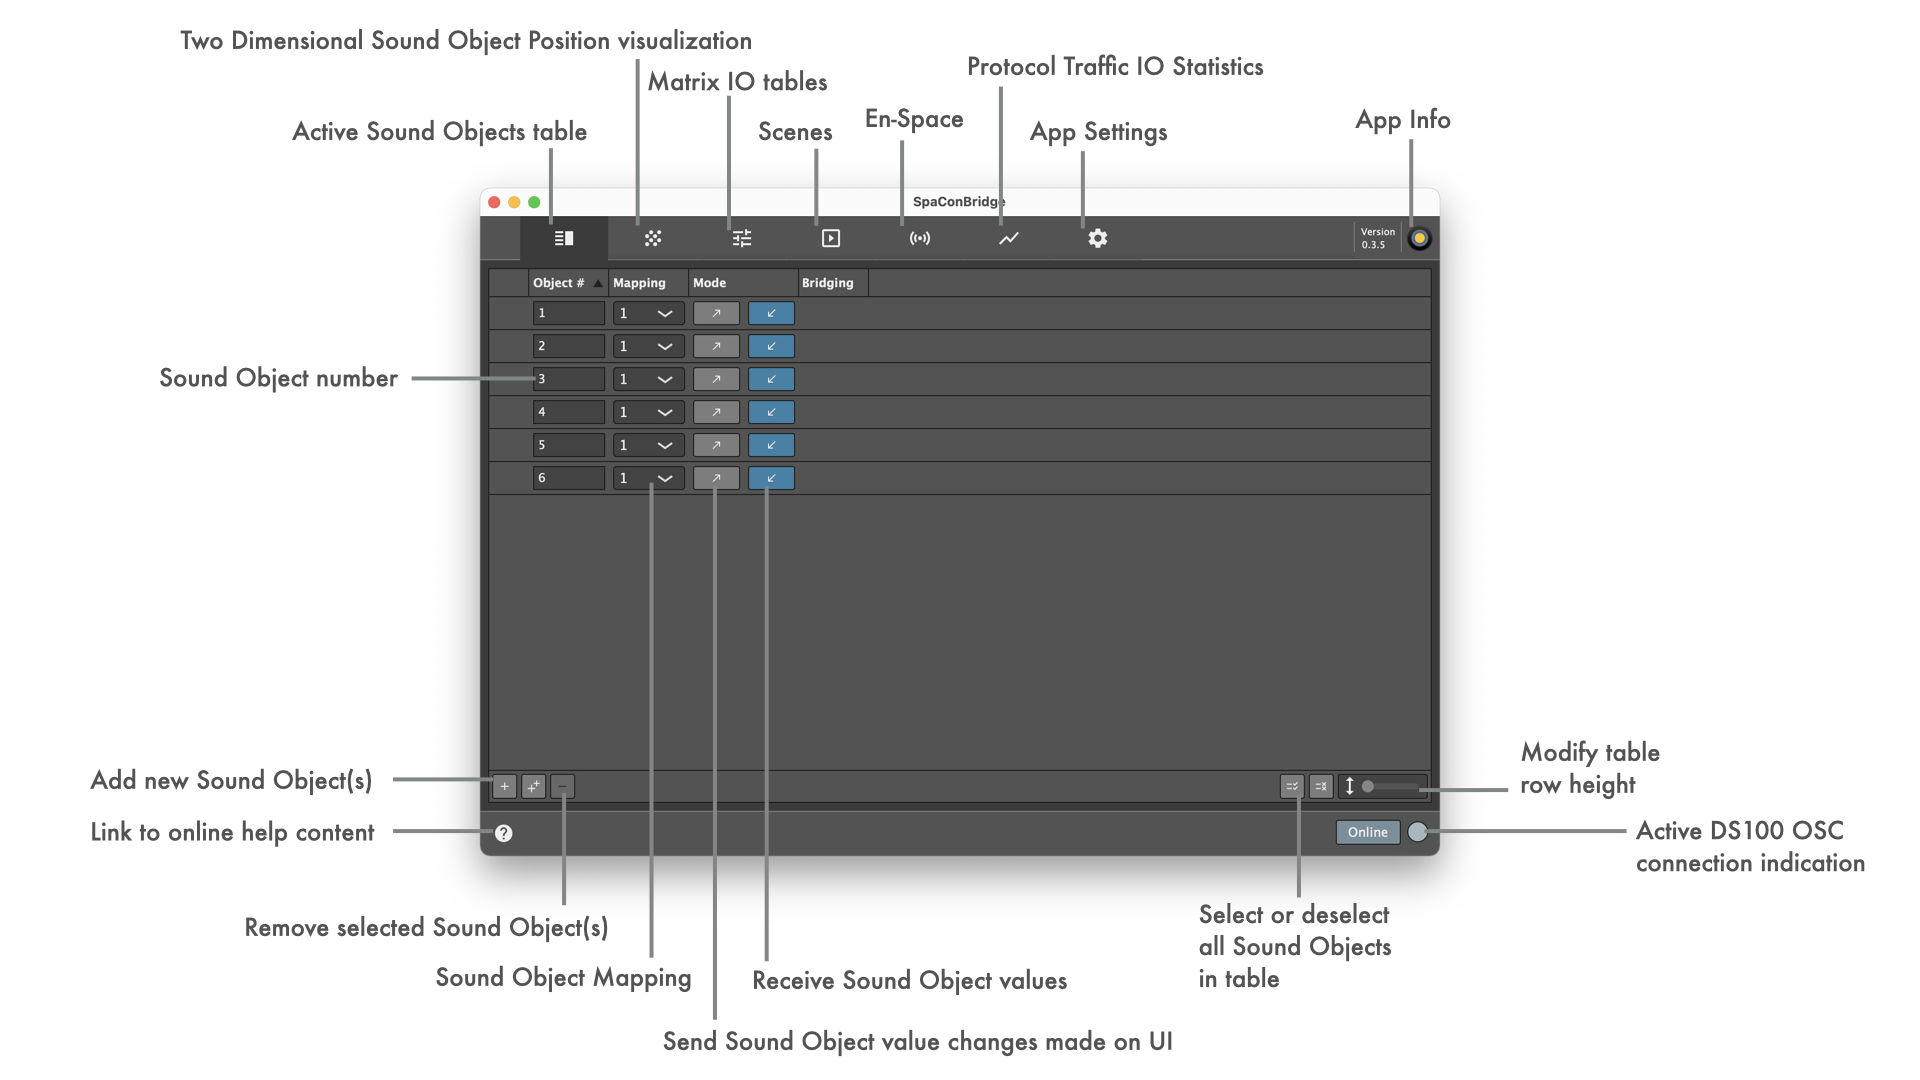 Two Dimensional Sound Object Position visualization
Matrix IO tables
Protocol Traffic IO Statistics
Active Sound Objects table
Scenes
En-Space
App Settings
App Info
SpaConBridge
Version
0.3.5
Object #
Mapping
Mode
Bridging
1 1
2 1
Sound Object number
3 1
4 1
5 1
6 1
Add new Sound Object(s)
Link to online help content
Remove selected Sound Object(s)
Sound Object Mapping
Receive Sound Object values
Send Sound Object value changes made on UI
Modify table
row height
Online
Active DS100 OSC
connection indication
Select or deselect
all Sound Objects
in table